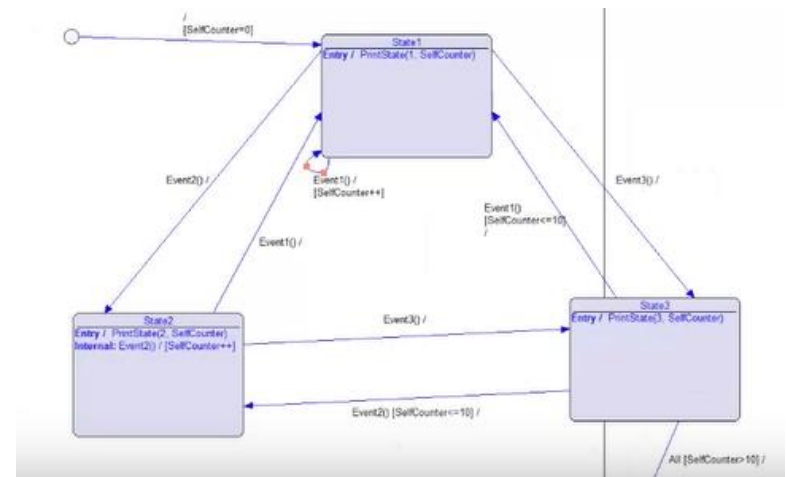 /
[SelfCounter=0]
State1
Entry / PrintState(1, SelfCounter)
Event2() /
Event1() /
[SelfCounter++]
Event3() /
Event1()
[SelfCounter<=10]
/
Event1() /
State2
Entry / PrintState(2, SelfCounter)
Internal: Event2() / [SelfCounter++]
Event3() /
State3
Entry / PrintState(3, SelfCounter)
Event2() [SelfCounter<=10] /
All [SelfCounter>10] /